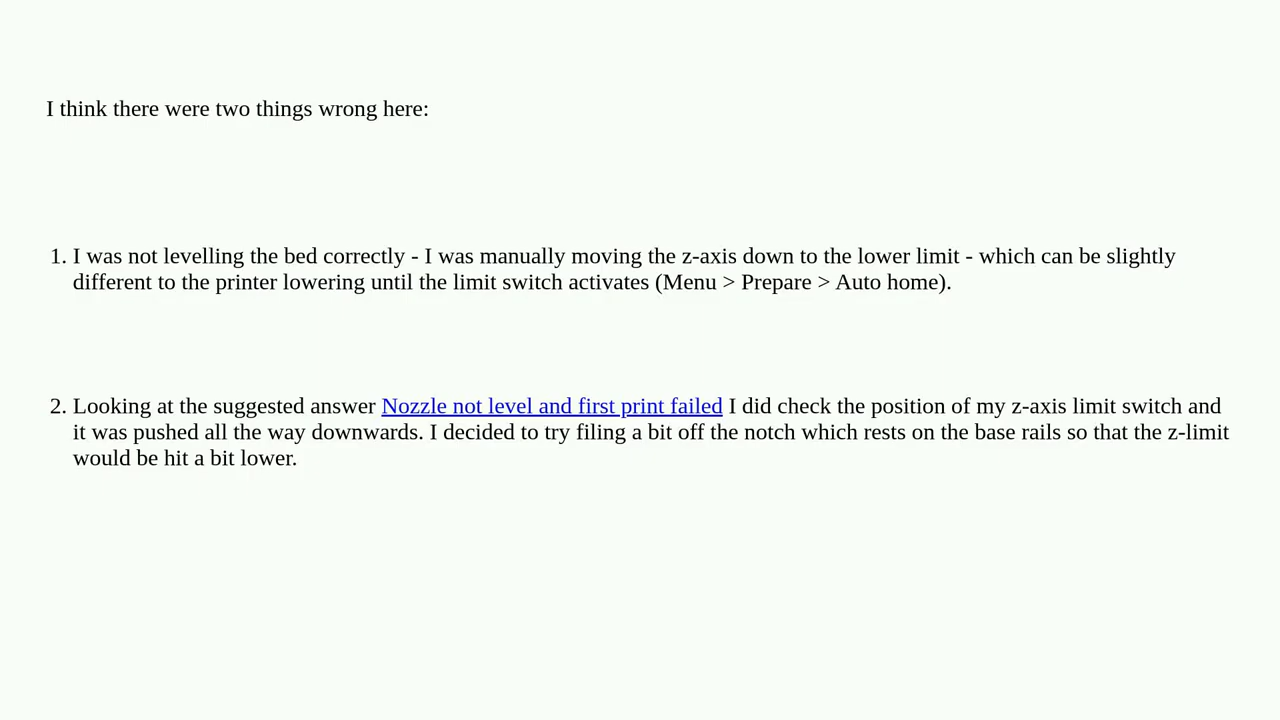 I think there were two things wrong here:
1. I was not levelling the bed correctly - I was manually moving the z-axis down to the lower limit - which can be slightly
different to the printer lowering until the limit switch activates (Menu > Prepare > Auto home).
2. Looking at the suggested answer Nozzle not level and first print failed I did check the position of my z-axis limit switch and
it was pushed all the way downwards. I decided to try filing a bit off the notch which rests on the base rails so that the z-limit
would be hit a bit lower.